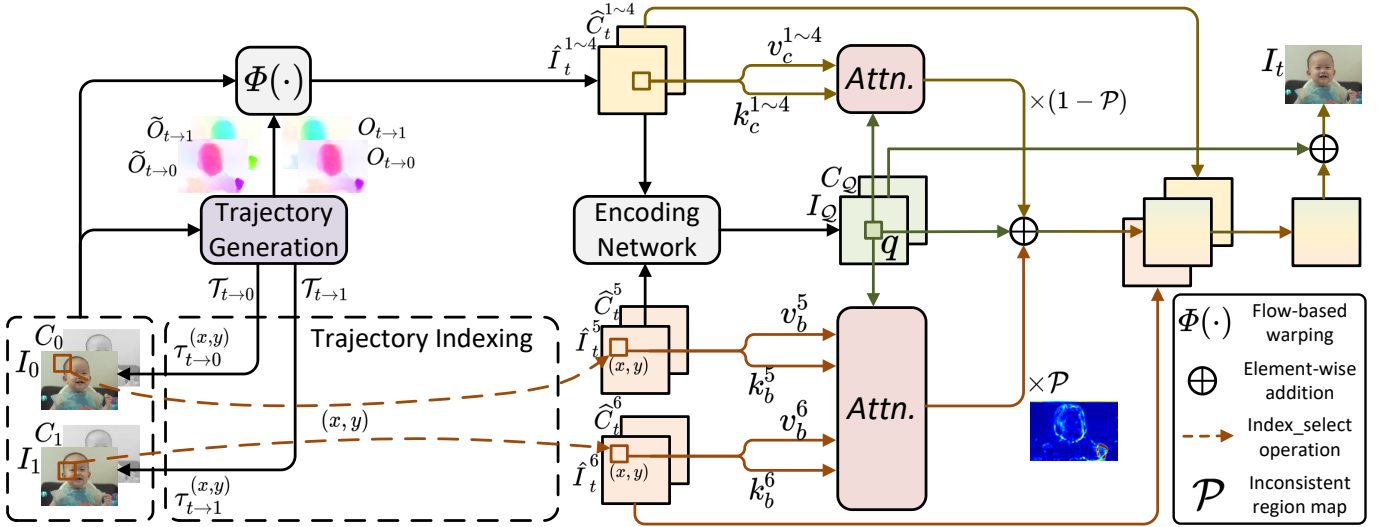 Φ(·)
Î_t^{1~4}
Ĉ_t^{1~4}
v_c^{1~4}
k_c^{1~4}
Attn.
×(1 − 𝒫)
I_t
Õ_{t→1}
Õ_{t→0}
O_{t→1}
O_{t→0}
Trajectory
Generation
Encoding
Network
C_𝒬
I_𝒬
q
𝒯_{t→0}
𝒯_{t→1}
C_0
I_0
τ_{t→0}^{(x,y)}
Trajectory Indexing
Ĉ_t^5
Î_t^5
(x, y)
v_b^5
k_b^5
(x, y)
C_1
I_1
τ_{t→1}^{(x,y)}
Ĉ_t^6
Î_t^6
(x, y)
v_b^6
k_b^6
Attn.
×𝒫
Φ(·)
Flow-based
warping
Element-wise
addition
Index_select
operation
𝒫
Inconsistent
region map